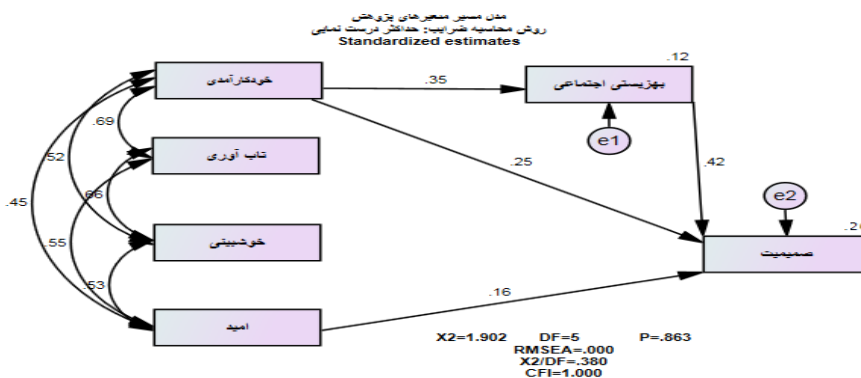 مدل مسیر متغیرهای پژوهش
روش محاسبه ضرایب: حداکثر درست نمایی
Standardized estimates
.12
خودکارآمدی
.35
بهزیستی اجتماعی
.69
e1
.52
تاب آوری
.25
.42
.45
.66
e2
.55
خوشبینی
.26
صمیمیت
.53
.16
امید
X2=1.902 DF=5 P=.863
RMSEA=.000
X2/DF=.380
CFI=1.000